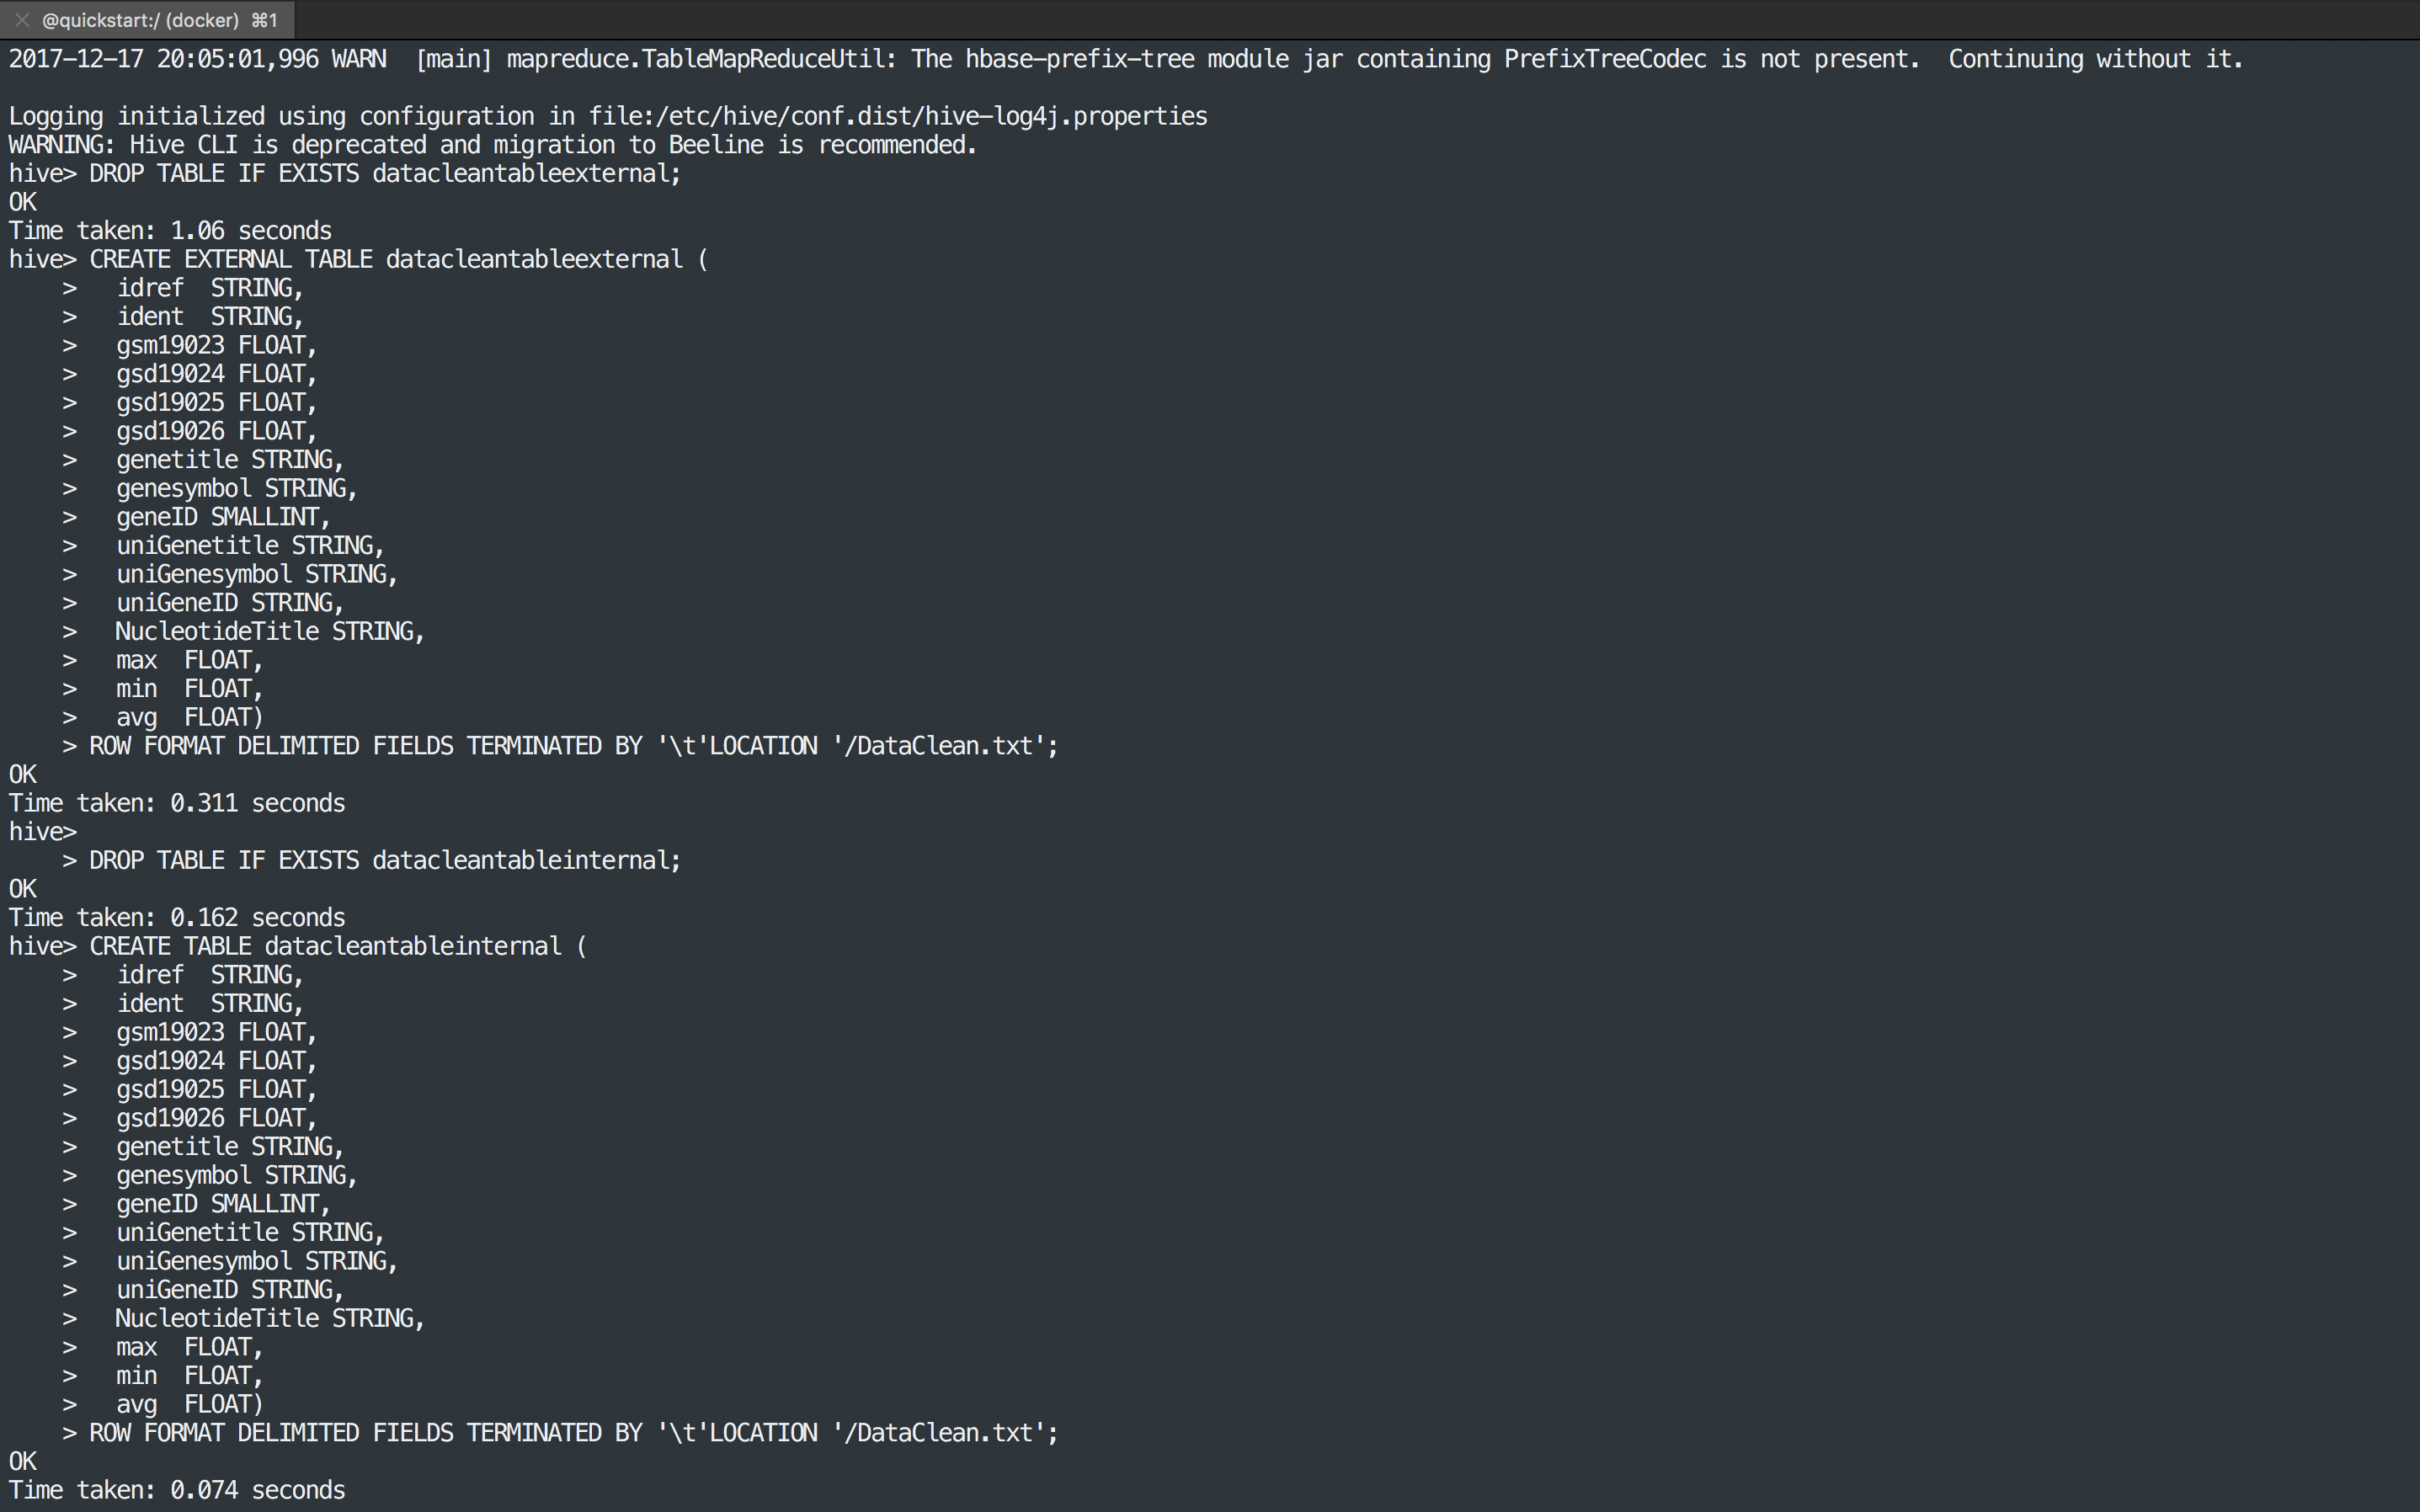 @quickstart:/ (docker) ⌘1
2017-12-17 20:05:01,996 WARN  [main] mapreduce.TableMapReduceUtil: The hbase-prefix-tree module jar containing PrefixTreeCodec is not present.  Continuing without it.
Logging initialized using configuration in file:/etc/hive/conf.dist/hive-log4j.properties
WARNING: Hive CLI is deprecated and migration to Beeline is recommended.
hive> DROP TABLE IF EXISTS datacleantableexternal;
OK
Time taken: 1.06 seconds
hive> CREATE EXTERNAL TABLE datacleantableexternal (
    >   idref  STRING,
    >   ident  STRING,
    >   gsm19023 FLOAT,
    >   gsd19024 FLOAT,
    >   gsd19025 FLOAT,
    >   gsd19026 FLOAT,
    >   genetitle STRING,
    >   genesymbol STRING,
    >   geneID SMALLINT,
    >   uniGenetitle STRING,
    >   uniGenesymbol STRING,
    >   uniGeneID STRING,
    >   NucleotideTitle STRING,
    >   max  FLOAT,
    >   min  FLOAT,
    >   avg  FLOAT)
    > ROW FORMAT DELIMITED FIELDS TERMINATED BY '\t'LOCATION '/DataClean.txt';
OK
Time taken: 0.311 seconds
hive>
    > DROP TABLE IF EXISTS datacleantableinternal;
OK
Time taken: 0.162 seconds
hive> CREATE TABLE datacleantableinternal (
    >   idref  STRING,
    >   ident  STRING,
    >   gsm19023 FLOAT,
    >   gsd19024 FLOAT,
    >   gsd19025 FLOAT,
    >   gsd19026 FLOAT,
    >   genetitle STRING,
    >   genesymbol STRING,
    >   geneID SMALLINT,
    >   uniGenetitle STRING,
    >   uniGenesymbol STRING,
    >   uniGeneID STRING,
    >   NucleotideTitle STRING,
    >   max  FLOAT,
    >   min  FLOAT,
    >   avg  FLOAT)
    > ROW FORMAT DELIMITED FIELDS TERMINATED BY '\t'LOCATION '/DataClean.txt';
OK
Time taken: 0.074 seconds